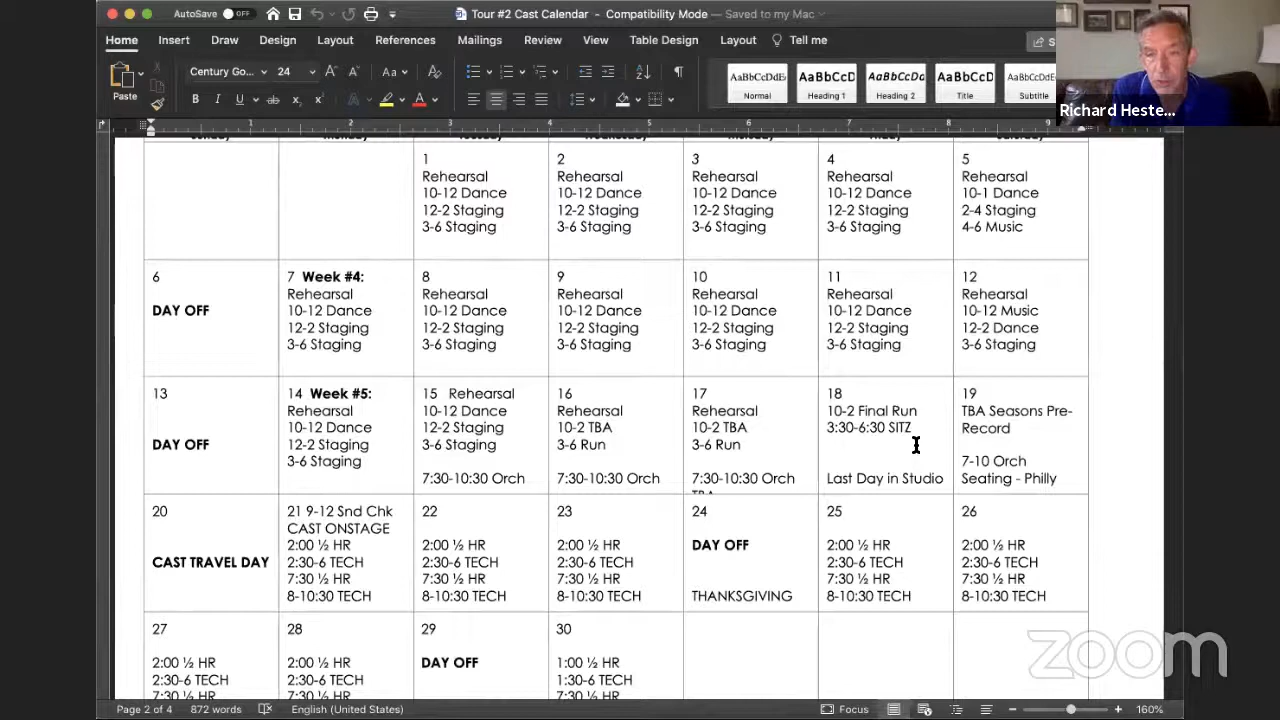 AutoSave OFF
Tour #2 Cast Calendar - Compatibility Mode — Saved to my Mac
Home Insert Draw Design Layout References Mailings Review View Table Design Layout Tell me
Paste
Century Go... 24
Normal
Heading 1
Heading 2
Title
Subtitle
Richard Heste...
1
Rehearsal
10-12 Dance
12-2 Staging
3-6 Staging
2
Rehearsal
10-12 Dance
12-2 Staging
3-6 Staging
3
Rehearsal
10-12 Dance
12-2 Staging
3-6 Staging
4
Rehearsal
10-12 Dance
12-2 Staging
3-6 Staging
5
Rehearsal
10-1 Dance
2-4 Staging
4-6 Music
6
DAY OFF
7 Week #4:
Rehearsal
10-12 Dance
12-2 Staging
3-6 Staging
8
Rehearsal
10-12 Dance
12-2 Staging
3-6 Staging
9
Rehearsal
10-12 Dance
12-2 Staging
3-6 Staging
10
Rehearsal
10-12 Dance
12-2 Staging
3-6 Staging
11
Rehearsal
10-12 Dance
12-2 Staging
3-6 Staging
12
Rehearsal
10-12 Music
12-2 Dance
3-6 Staging
13
DAY OFF
14 Week #5:
Rehearsal
10-12 Dance
12-2 Staging
3-6 Staging
15 Rehearsal
10-12 Dance
12-2 Staging
3-6 Staging
7:30-10:30 Orch
16
Rehearsal
10-2 TBA
3-6 Run
7:30-10:30 Orch
17
Rehearsal
10-2 TBA
3-6 Run
7:30-10:30 Orch
18
10-2 Final Run
3:30-6:30 SITZ
Last Day in Studio
19
TBA Seasons Pre-
Record
7-10 Orch
Seating - Philly
20
CAST TRAVEL DAY
21 9-12 Snd Chk
CAST ONSTAGE
2:00 ½ HR
2:30-6 TECH
7:30 ½ HR
8-10:30 TECH
22
2:00 ½ HR
2:30-6 TECH
7:30 ½ HR
8-10:30 TECH
23
2:00 ½ HR
2:30-6 TECH
7:30 ½ HR
8-10:30 TECH
24
DAY OFF
THANKSGIVING
25
2:00 ½ HR
2:30-6 TECH
7:30 ½ HR
8-10:30 TECH
26
2:00 ½ HR
2:30-6 TECH
7:30 ½ HR
8-10:30 TECH
27
2:00 ½ HR
2:30-6 TECH
7:30 ½ HR
28
2:00 ½ HR
2:30-6 TECH
7:30 ½ HR
29
DAY OFF
30
1:00 ½ HR
1:30-6 TECH
7:30 ½ HR
zoom
Page 2 of 4 872 words English (United States) Focus 160%